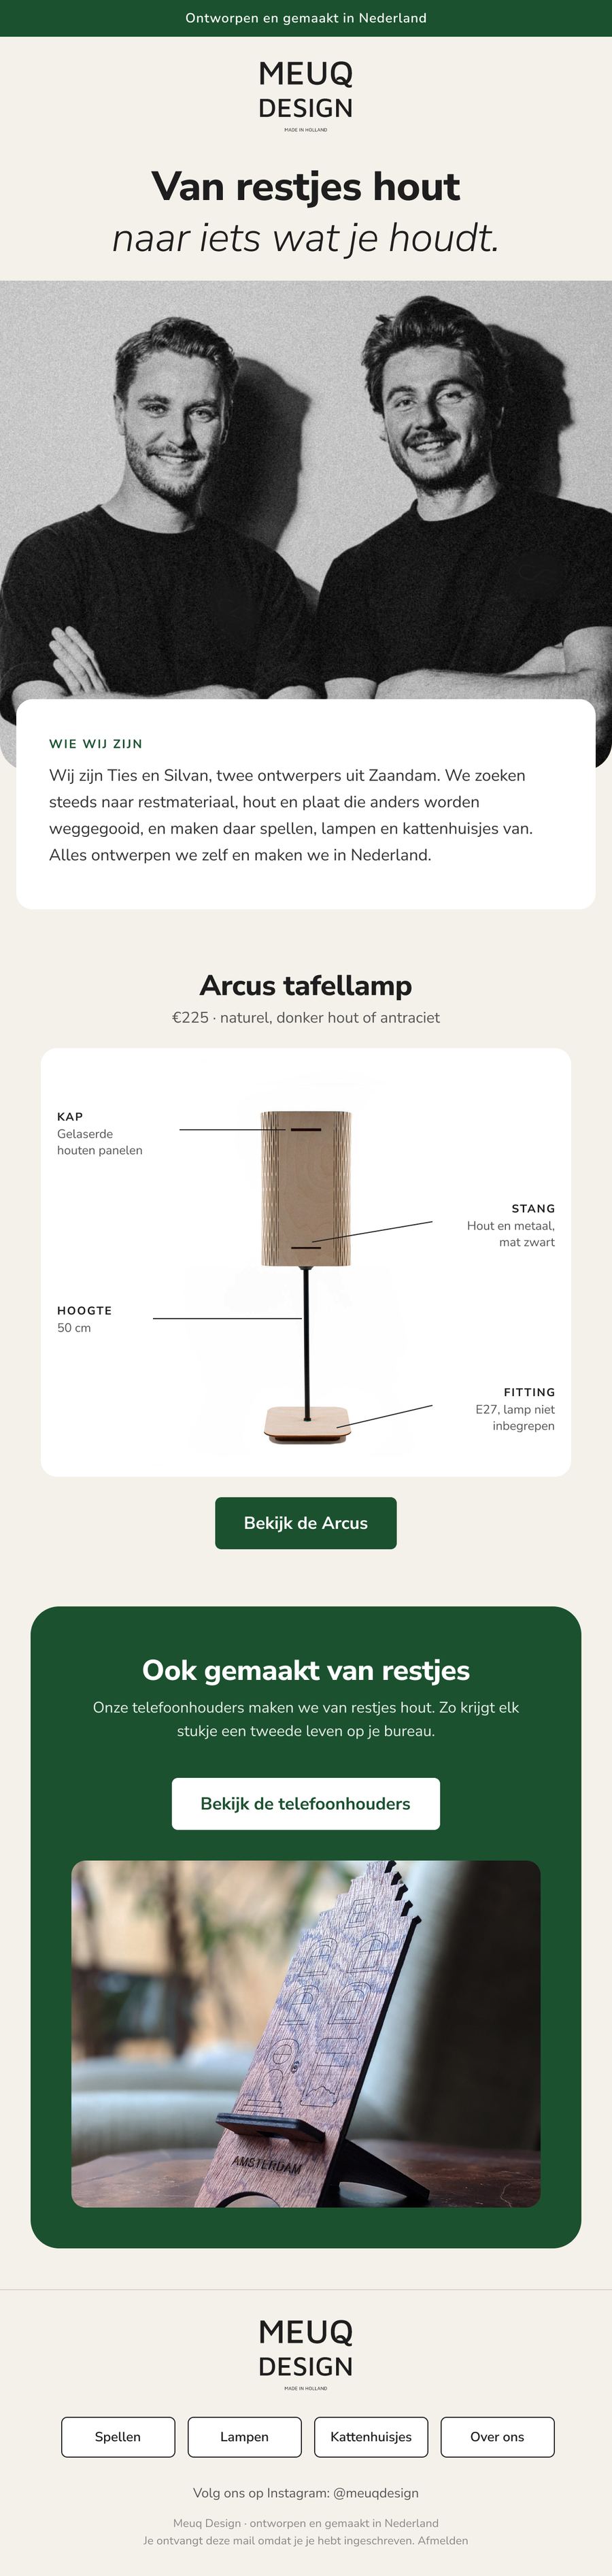 Ontworpen en gemaakt in Nederland
MEUQ
DESIGN
MADE IN HOLLAND
Van restjes hout
naar iets wat je houdt.
WIE WIJ ZIJN
Wij zijn Ties en Silvan, twee ontwerpers uit Zaandam. We zoeken
steeds naar restmateriaal, hout en plaat die anders worden
weggegooid, en maken daar spellen, lampen en kattenhuisjes van.
Alles ontwerpen we zelf en maken we in Nederland.
Arcus tafellamp
€225 · naturel, donker hout of antraciet
KAP
Gelaserde
houten panelen
STANG
Hout en metaal,
mat zwart
HOOGTE
50 cm
FITTING
E27, lamp niet
inbegrepen
Bekijk de Arcus
Ook gemaakt van restjes
Onze telefoonhouders maken we van restjes hout. Zo krijgt elk
stukje een tweede leven op je bureau.
Bekijk de telefoonhouders
AMSTERDAM
MEUQ
DESIGN
MADE IN HOLLAND
Spellen
Lampen
Kattenhuisjes
Over ons
Volg ons op Instagram: @meuqdesign
Meuq Design · ontworpen en gemaakt in Nederland
Je ontvangt deze mail omdat je je hebt ingeschreven. Afmelden